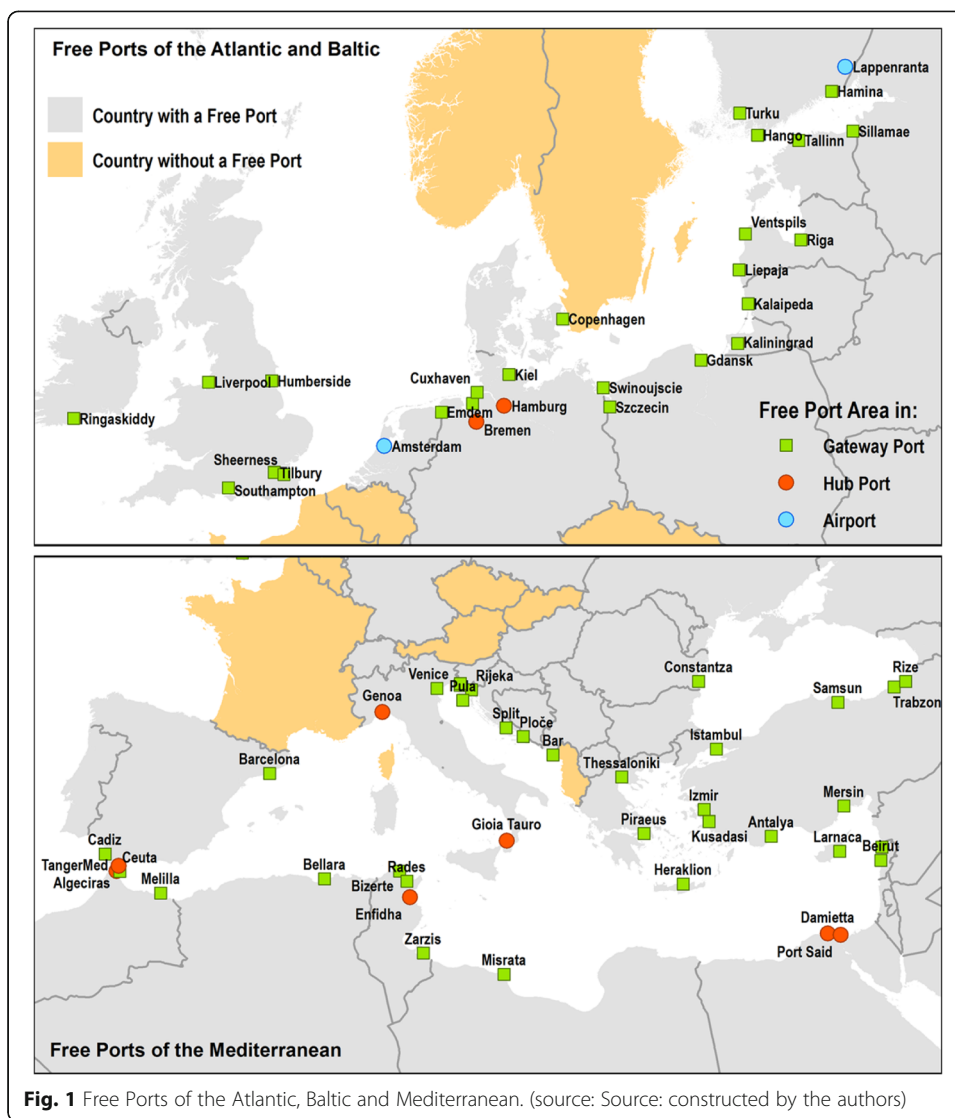 Free Ports of the Atlantic and Baltic
Country with a Free Port
Country without a Free Port
Lappenranta
Hamina
Turku
Hango
Tallinn
Sillamae
Ventspils
Riga
Liepaja
Kalaipeda
Kaliningrad
Gdansk
Copenhagen
Kiel
Cuxhaven
Hamburg
Emdem
Bremen
Swinoujscie
Szczecin
Liverpool
Humberside
Ringaskiddy
Amsterdam
Sheerness
Tilbury
Southampton
Free Port Area in:
Gateway Port
Hub Port
Airport
Constantza
Rize
Trabzon
Samsun
Venice
Rijeka
Pula
Genoa
Split
Ploče
Bar
Istambul
Barcelona
Thessaloniki
Izmir
Mersin
Piraeus
Kusadasi
Antalya
Larnaca
Beirut
Gioia Tauro
Cadiz
Ceuta
TangerMed
Algeciras
Melilla
Bellara
Rades
Bizerte
Enfidha
Heraklion
Damietta
Port Said
Zarzis
Misrata
Free Ports of the Mediterranean
Fig. 1 Free Ports of the Atlantic, Baltic and Mediterranean. (source: Source: constructed by the authors)